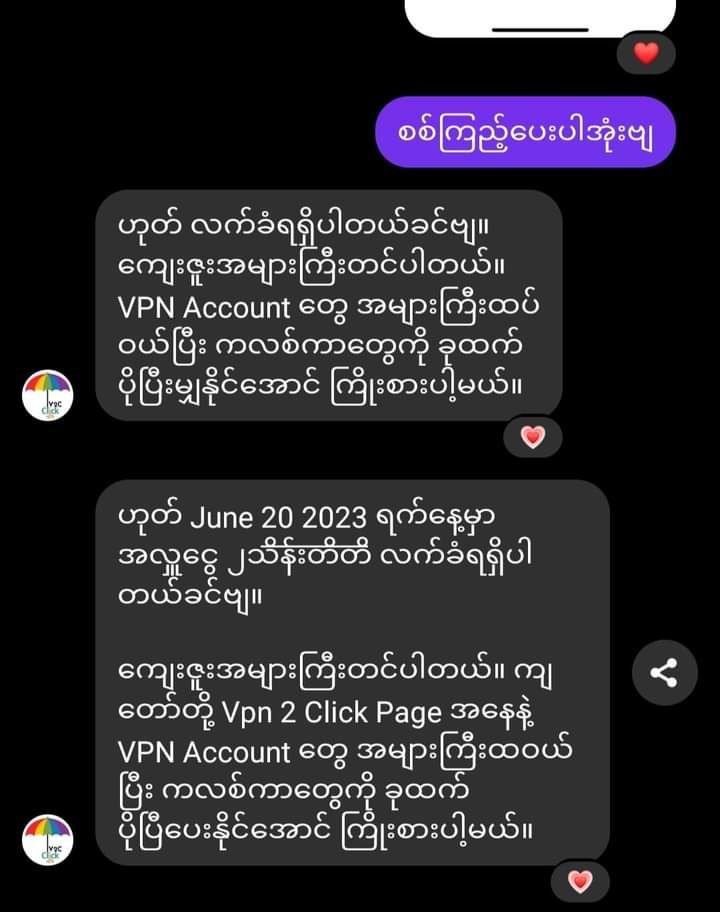 စစ်ကြည့်ပေးပါအုံးဗျ
ဟုတ် လက်ခံရရှိပါတယ်ခင်ဗျ။
ကျေးဇူးအများကြီးတင်ပါတယ်။
VPN Account တွေ အများကြီးထပ်
ဝယ်ပြီး ကလစ်ကာတွေကို ခုထက်
ပိုပြီးမျှနိုင်အောင် ကြိုးစားပါ့မယ်။
V2C
Click
ဟုတ် June 20 2023 ရက်နေ့မှာ
အလှူငွေ ၂သိန်းတိတိ လက်ခံရရှိပါ
တယ်ခင်ဗျ။
ကျေးဇူးအများကြီးတင်ပါတယ်။ ကျ
တော်တို့ Vpn 2 Click Page အနေနဲ့
VPN Account တွေ အများကြီးထဝယ်
ပြီး ကလစ်ကာတွေကို ခုထက်
ပိုပြီပေးနိုင်အောင် ကြိုးစားပါ့မယ်။
V2C
Click